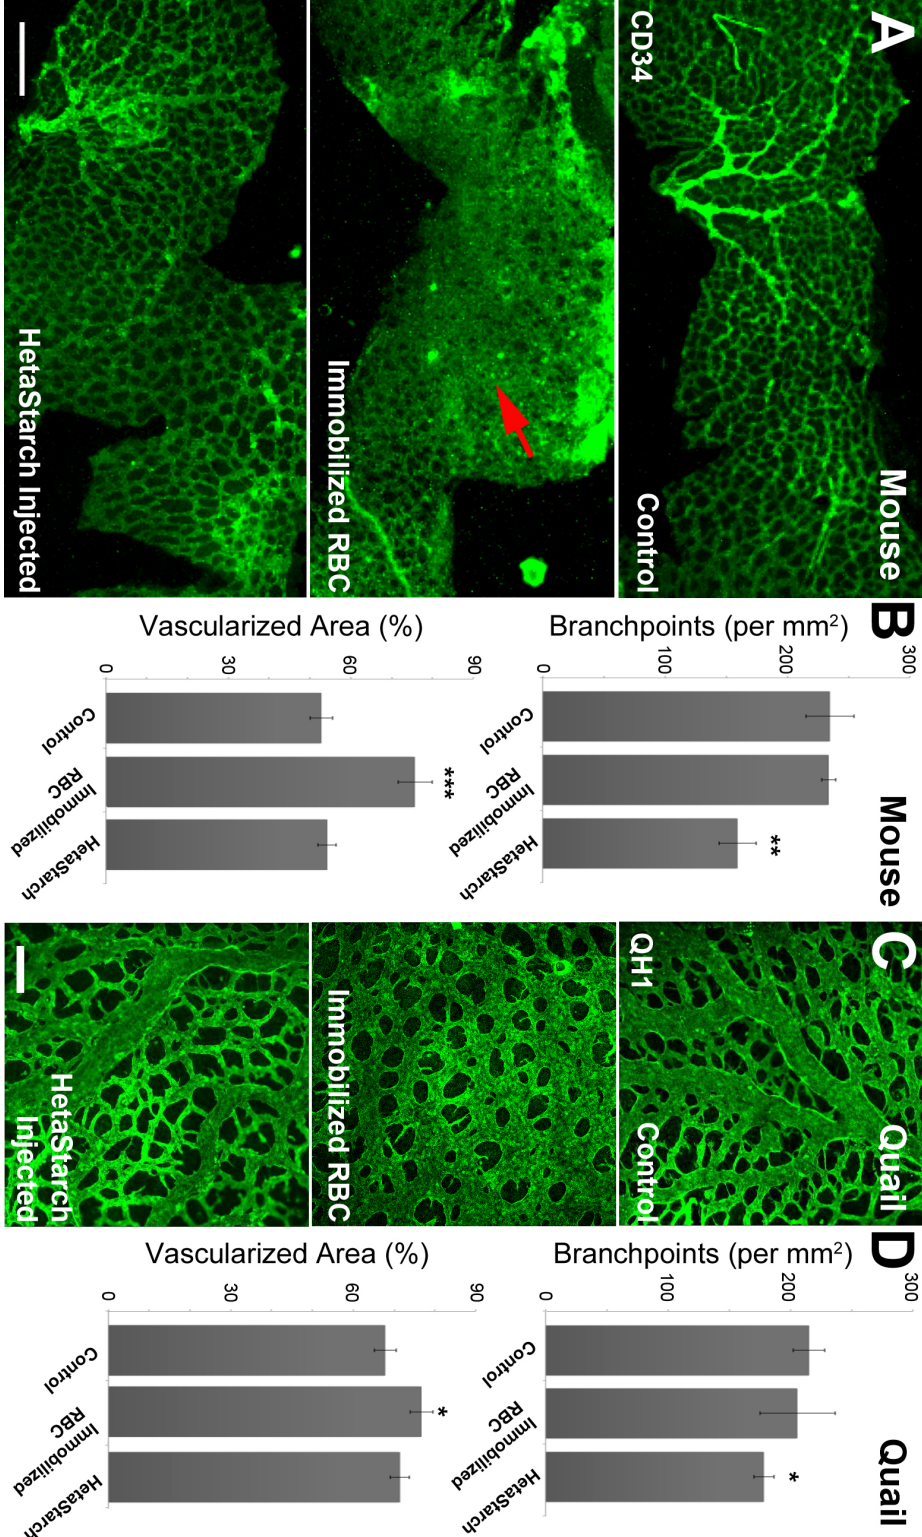 A
Mouse
CD34
Control
Immobilized RBC
HetaStarch Injected
B
Mouse
Branchpoints (per mm²)
300
200
100
0
**
Control
Immobilized
RBC
HetaStarch
Vascularized Area (%)
90
60
30
0
***
Control
Immobilized
RBC
HetaStarch
C
Quail
QH1
Control
Immobilized RBC
HetaStarch
Injected
D
Quail
Branchpoints (per mm²)
300
200
100
0
*
Control
Immobilized
RBC
HetaStarch
Vascularized Area (%)
90
60
30
0
*
Control
Immobilized
RBC
HetaStarch